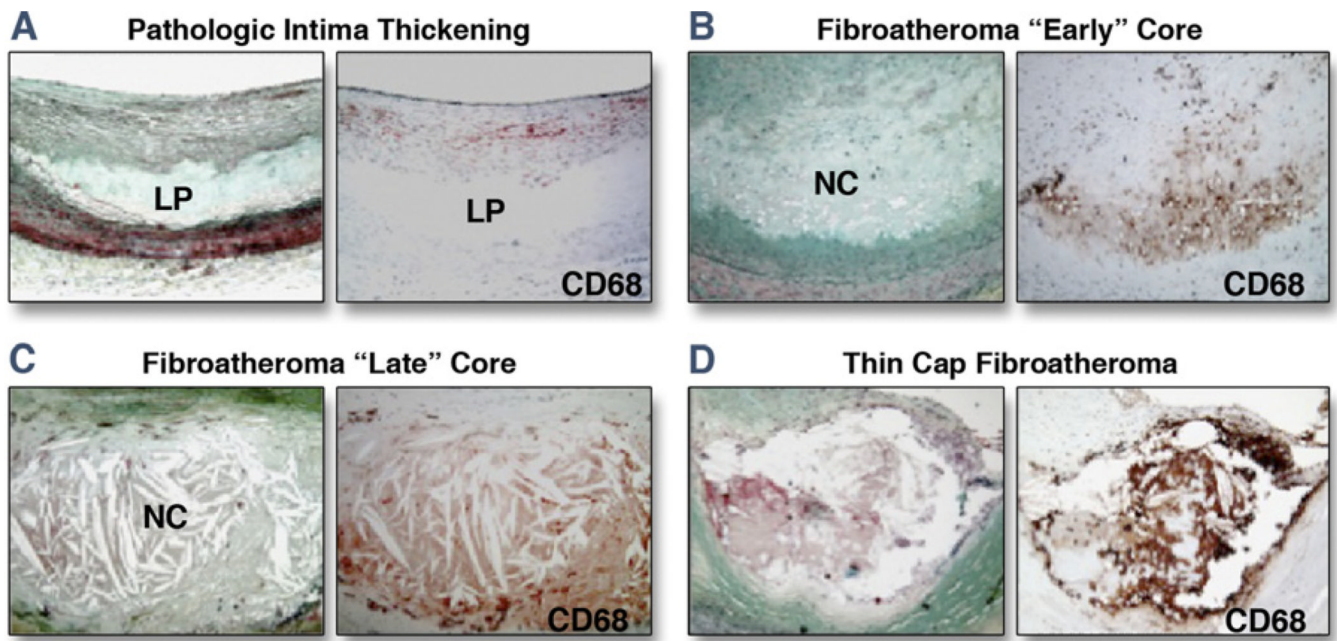 A Pathologic Intima Thickening
LP
LP
CD68
B Fibroatheroma “Early” Core
NC
CD68
C Fibroatheroma “Late” Core
NC
CD68
D Thin Cap Fibroatheroma
CD68